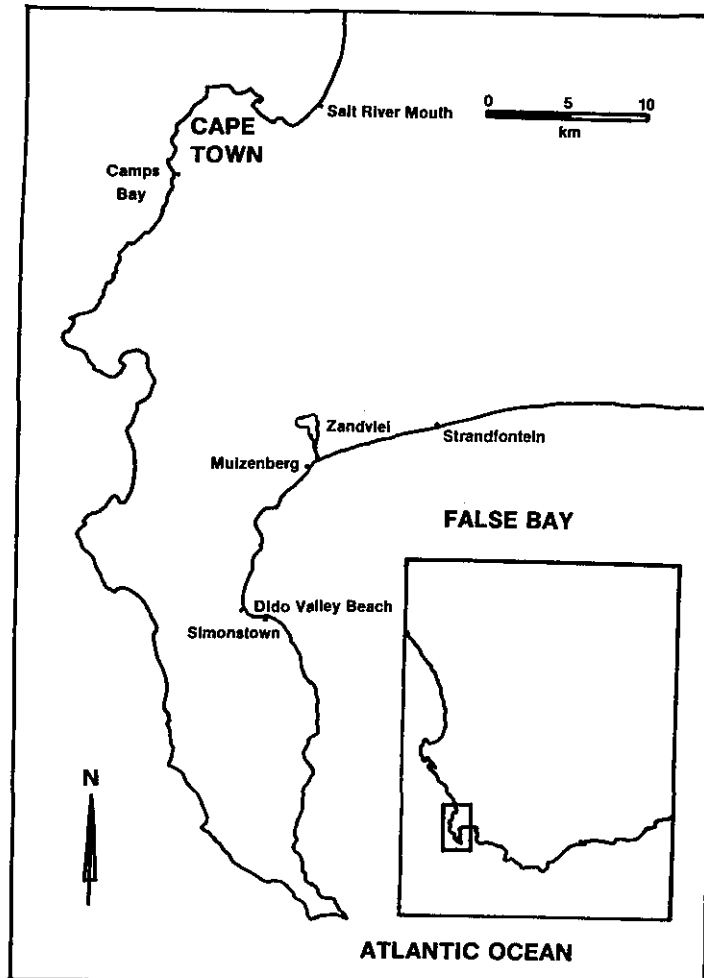 0 5 10
km
Salt River Mouth
CAPE
TOWN
Camps
Bay
Zandvlei
Strandfontein
Muizenberg
FALSE BAY
Dido Valley Beach
Simonstown
N
ATLANTIC OCEAN